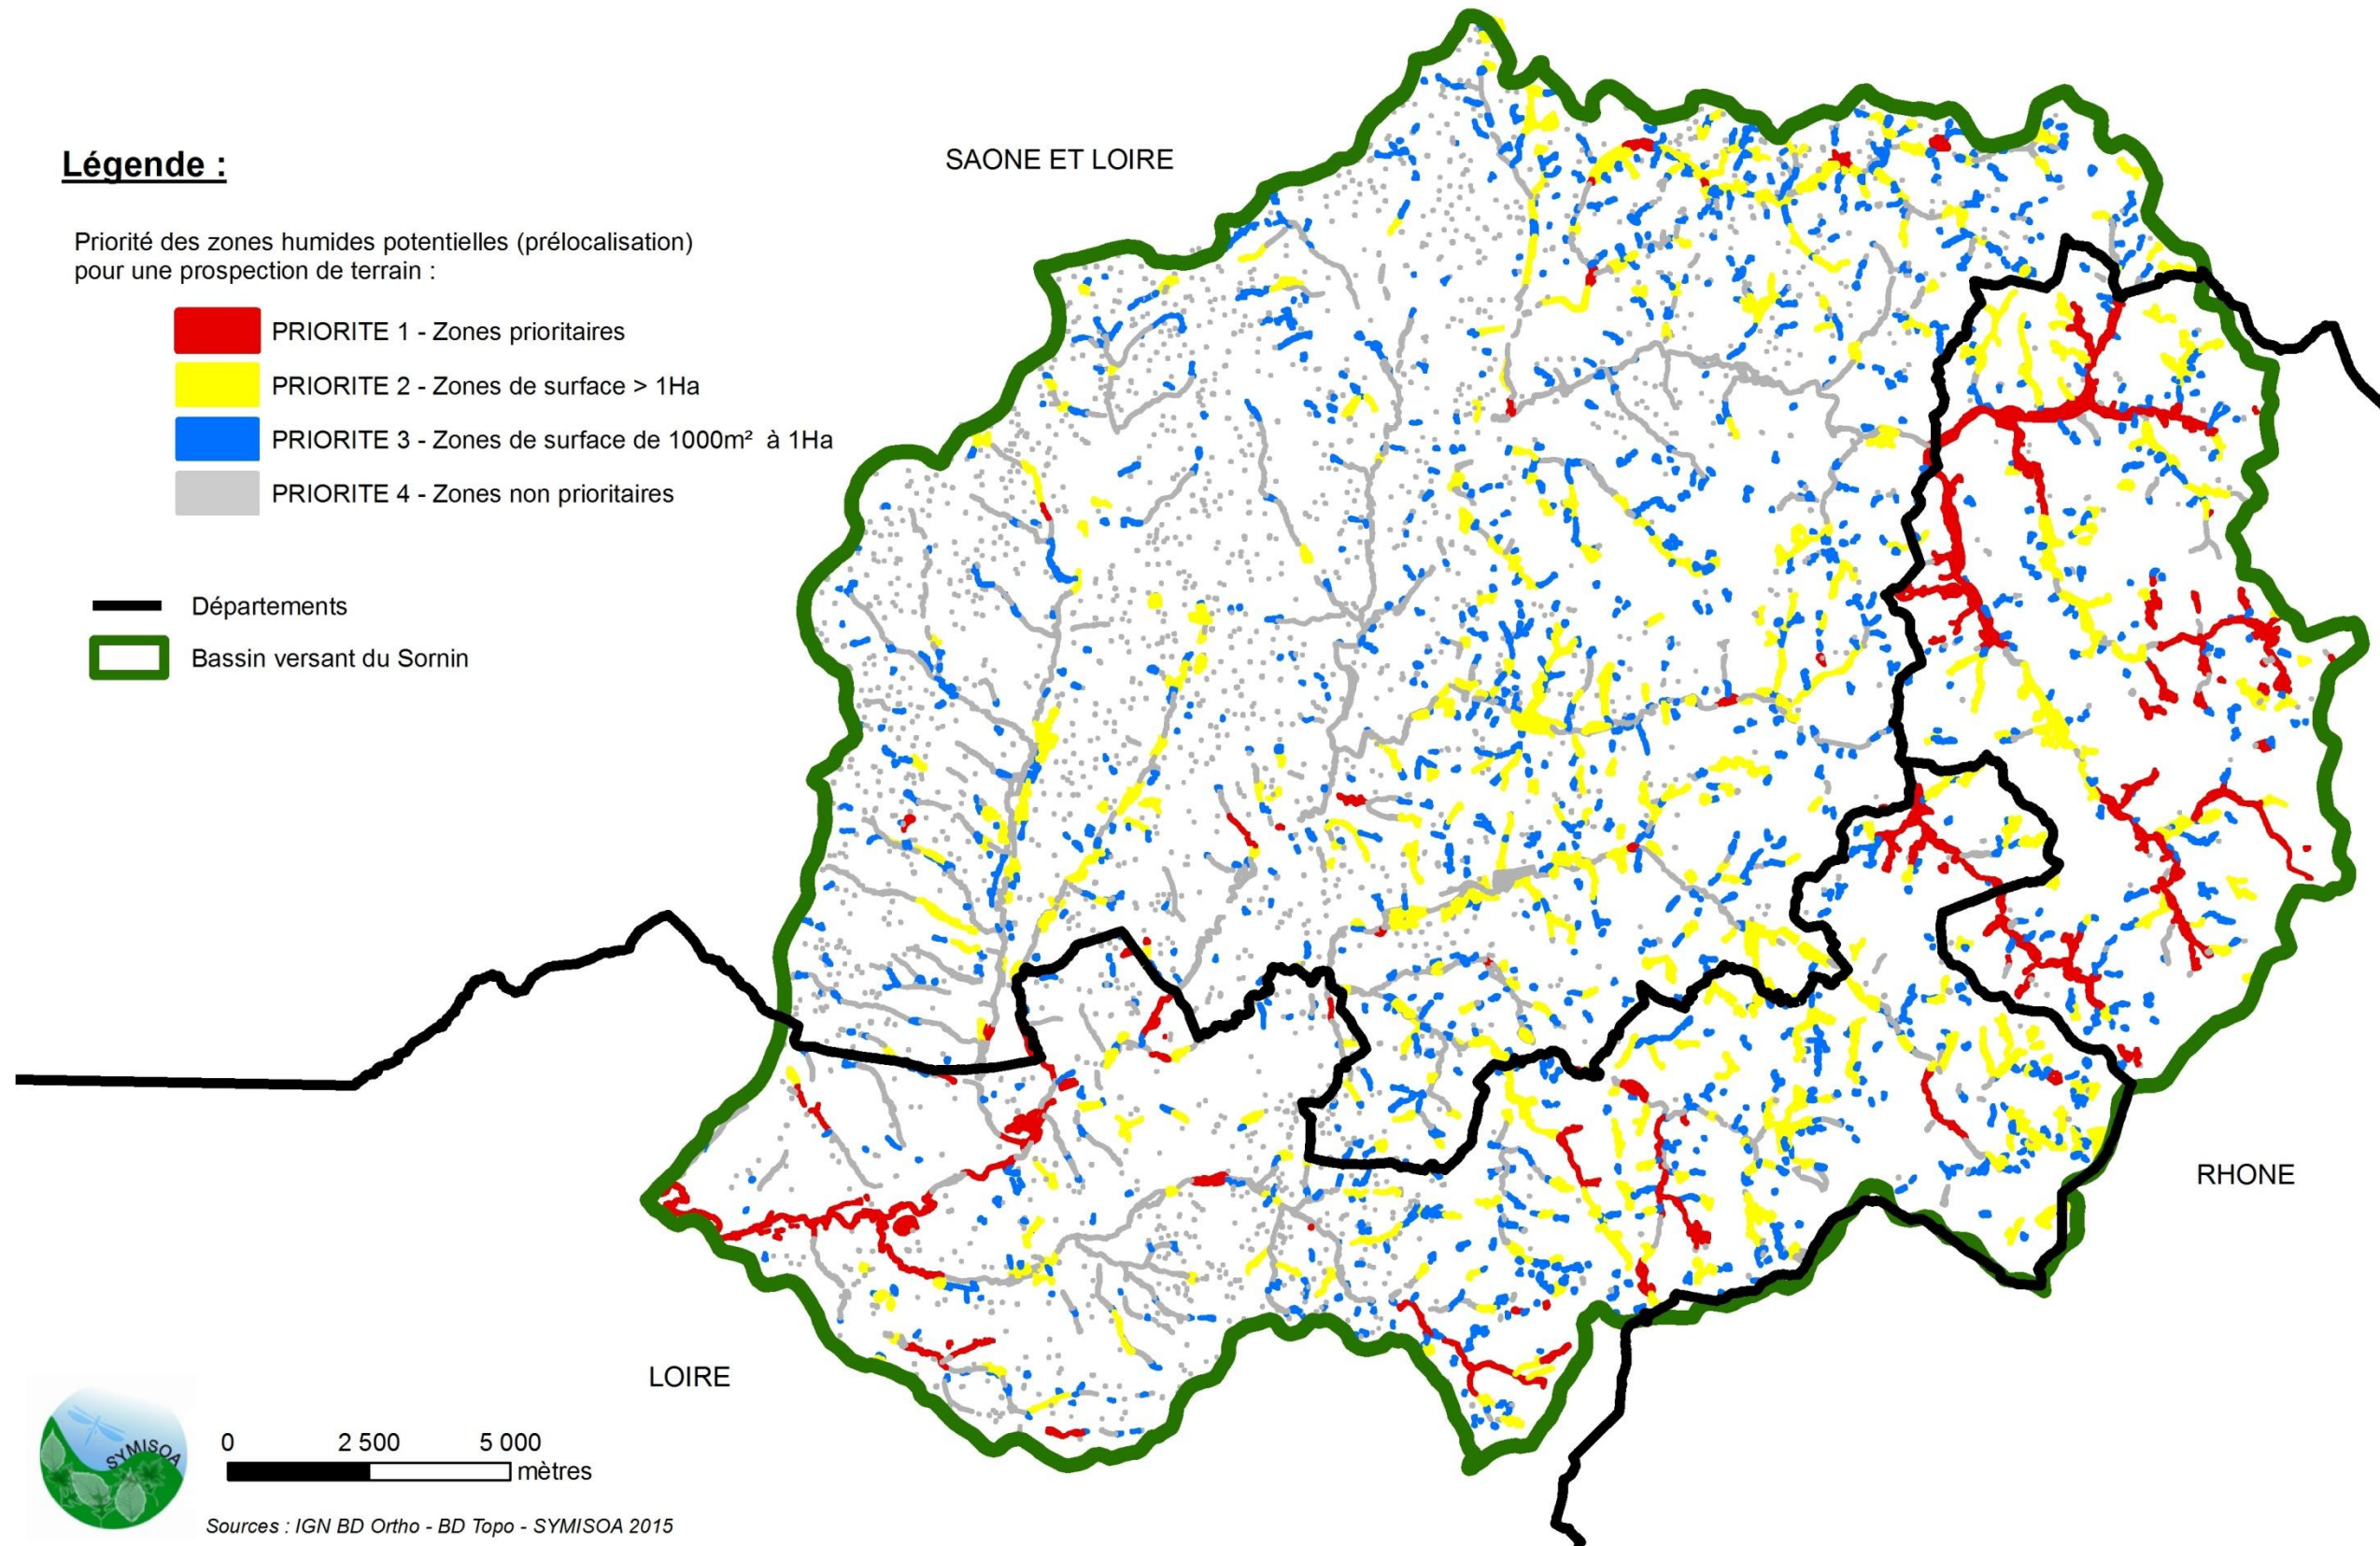 SAONE ET LOIRE
Légende :
Priorité des zones humides potentielles (prélocalisation)
pour une prospection de terrain :
PRIORITE 1 - Zones prioritaires
PRIORITE 2 - Zones de surface > 1Ha
PRIORITE 3 - Zones de surface de 1000m² à 1Ha
PRIORITE 4 - Zones non prioritaires
Départements
Bassin versant du Sornin
RHONE
LOIRE
SYMISOA
0 2 500 5 000
mètres
Sources : IGN BD Ortho - BD Topo - SYMISOA 2015